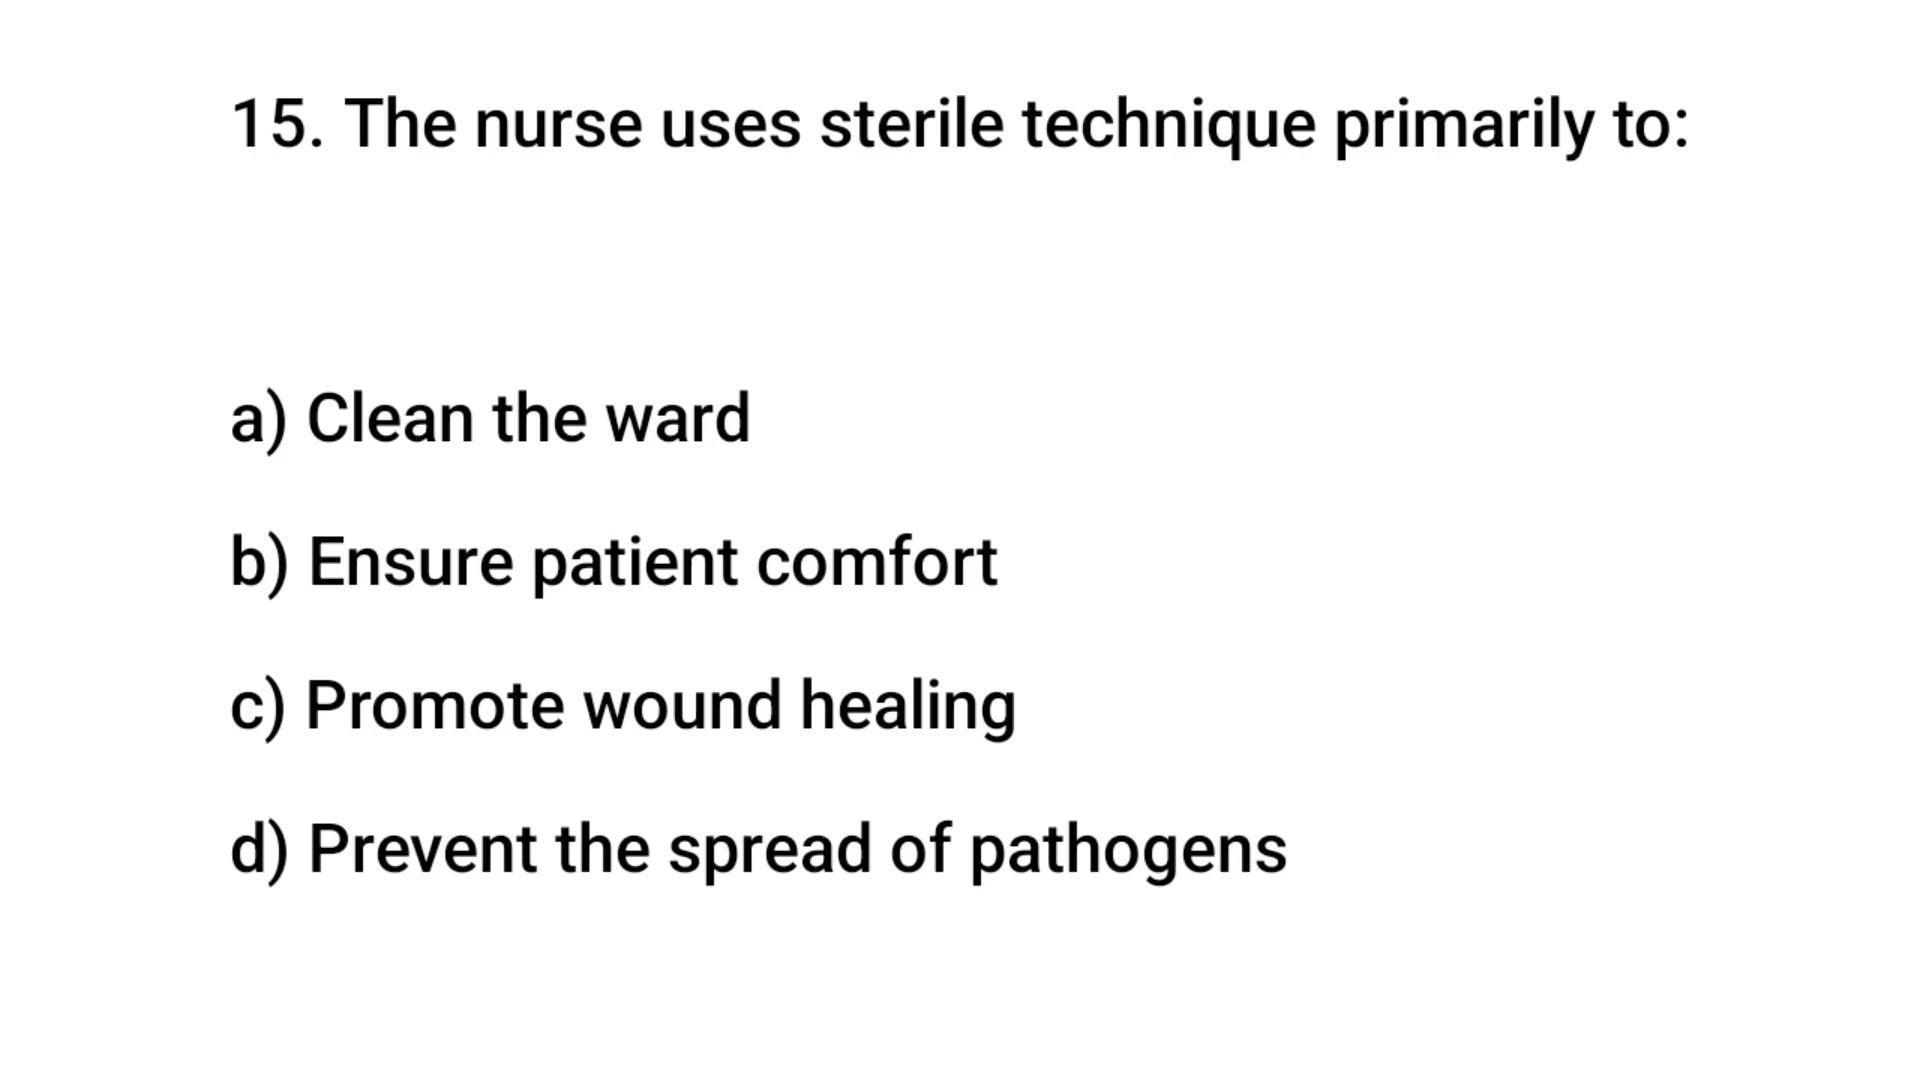 15. The nurse uses sterile technique primarily to:
a) Clean the ward
b) Ensure patient comfort
c) Promote wound healing
d) Prevent the spread of pathogens